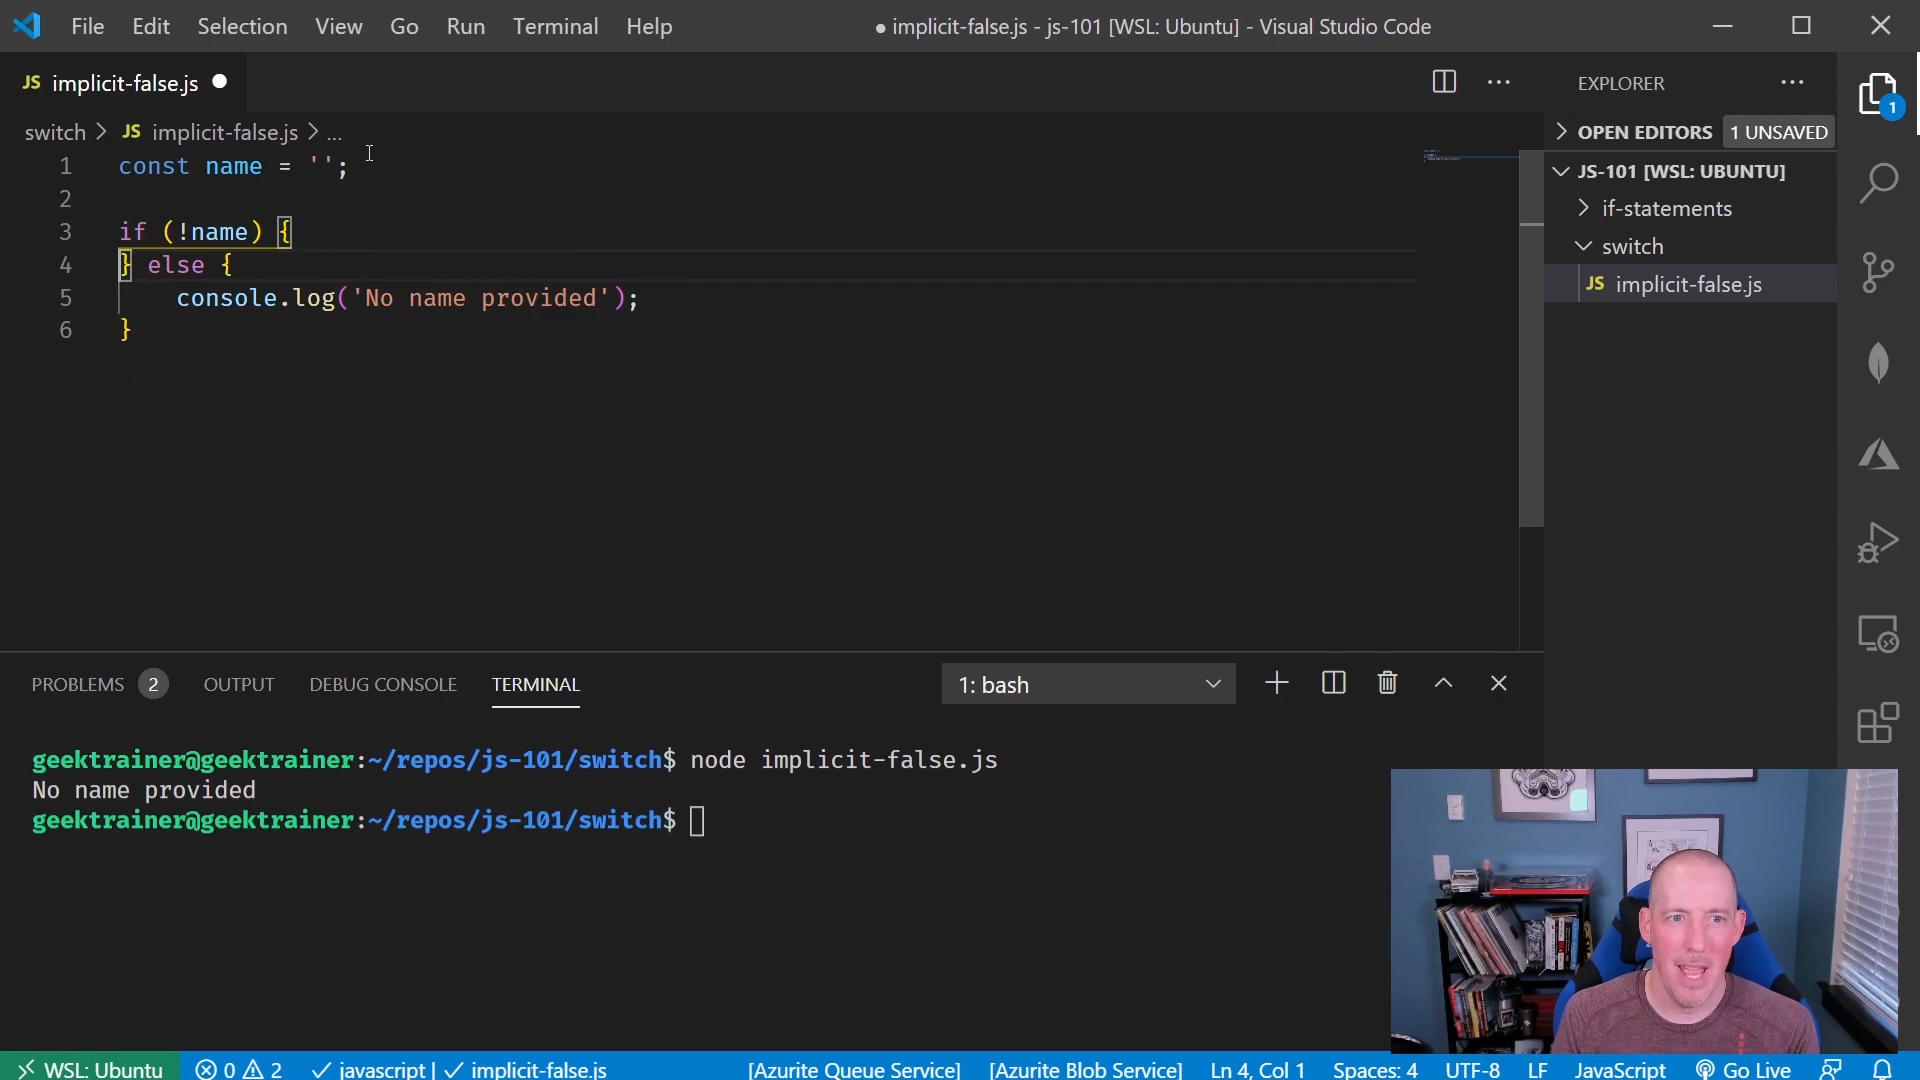 File Edit Selection View Go Run Terminal Help
● implicit-false.js - js-101 [WSL: Ubuntu] - Visual Studio Code
JS implicit-false.js
switch > JS implicit-false.js > ...
1 const name = '';
2
3 if (!name) {
4 } else {
5 console.log('No name provided');
6 }
EXPLORER
1
OPEN EDITORS 1 UNSAVED
JS-101 [WSL: UBUNTU]
if-statements
switch
JS implicit-false.js
PROBLEMS 2 OUTPUT DEBUG CONSOLE TERMINAL
1: bash
geektrainer@geektrainer:~/repos/js-101/switch$ node implicit-false.js
No name provided
geektrainer@geektrainer:~/repos/js-101/switch$
WSL: Ubuntu 0 2 ✓ javascript | ✓ implicit-false.js [Azurite Queue Service] [Azurite Blob Service] Ln 4, Col 1 Spaces: 4 UTF-8 LF JavaScript Go Live